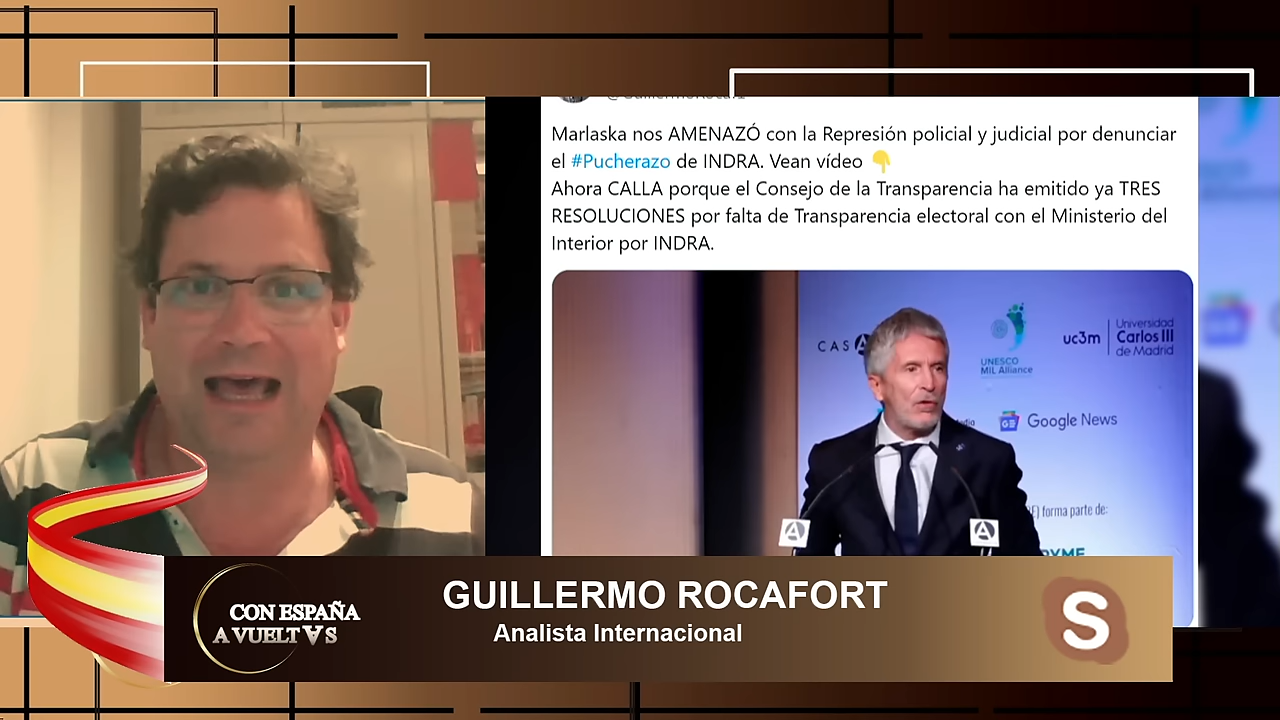 Marlaska nos AMENAZÓ con la Represión policial y judicial por denunciar
el #Pucherazo de INDRA. Vean vídeo 👇
Ahora CALLA porque el Consejo de la Transparencia ha emitido ya TRES
RESOLUCIONES por falta de Transparencia electoral con el Ministerio del
Interior por INDRA.
CAS
UNESCO
MIL Alliance
uc3m
Universidad
Carlos III
de Madrid
Google News
forma parte de:
A
A
GUILLERMO ROCAFORT
Analista Internacional
CON ESPAÑA
A VUELT∀S
S